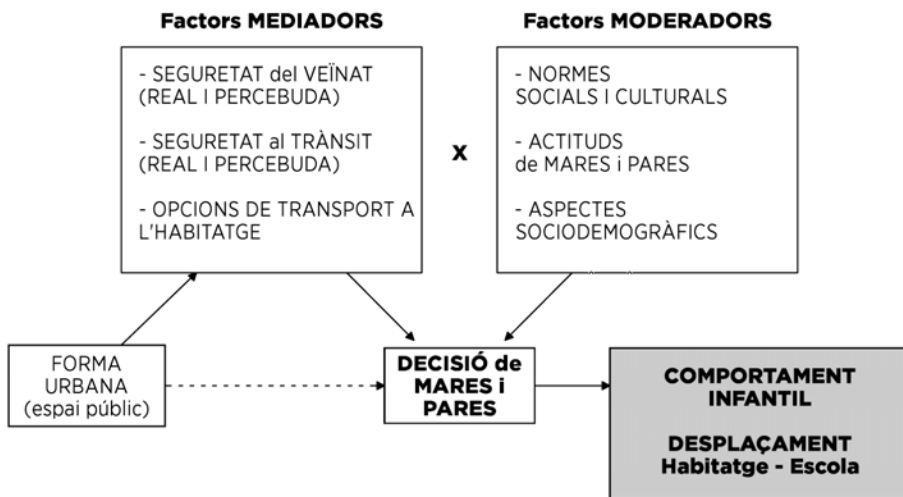 Factors MEDIADORS
- SEGURETAT del VEÏNAT
(REAL I PERCEBUDA)
- SEGURETAT al TRÀNSIT
(REAL I PERCEBUDA)
- OPCIONS DE TRANSPORT A
L'HABITATGE
x
Factors MODERADORS
- NORMES
SOCIALS I CULTURALS
- ACTITUDS
de MARES i PARES
- ASPECTES
SOCIODEMOGRÀFICS
FORMA
URBANA
(espai públic)
DECISIÓ de
MARES i
PARES
COMPORTAMENT
INFANTIL
DESPLAÇAMENT
Habitatge - Escola